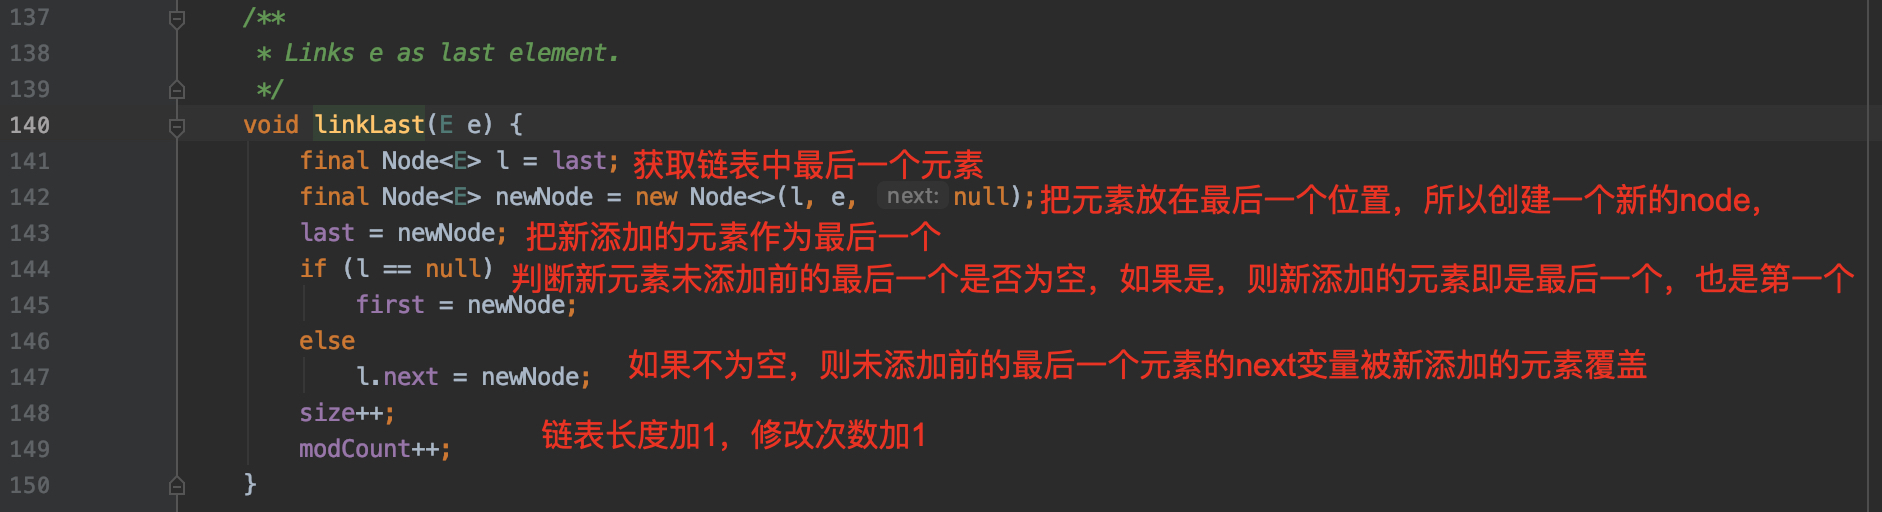 137 /**
138 * Links e as last element.
139 */
140 void linkLast(E e) {
141 final Node<E> l = last; 获取链表中最后一个元素
142 final Node<E> newNode = new Node<>(l, e, next: null); 把元素放在最后一个位置，所以创建一个新的node，
143 last = newNode; 把新添加的元素作为最后一个
144 if (l == null) 判断新元素未添加前的最后一个是否为空，如果是，则新添加的元素即是最后一个，也是第一个
145 first = newNode;
146 else
如果不为空，则未添加前的最后一个元素的next变量被新添加的元素覆盖
147 l.next = newNode;
148 size++;
链表长度加1，修改次数加1
149 modCount++;
150 }